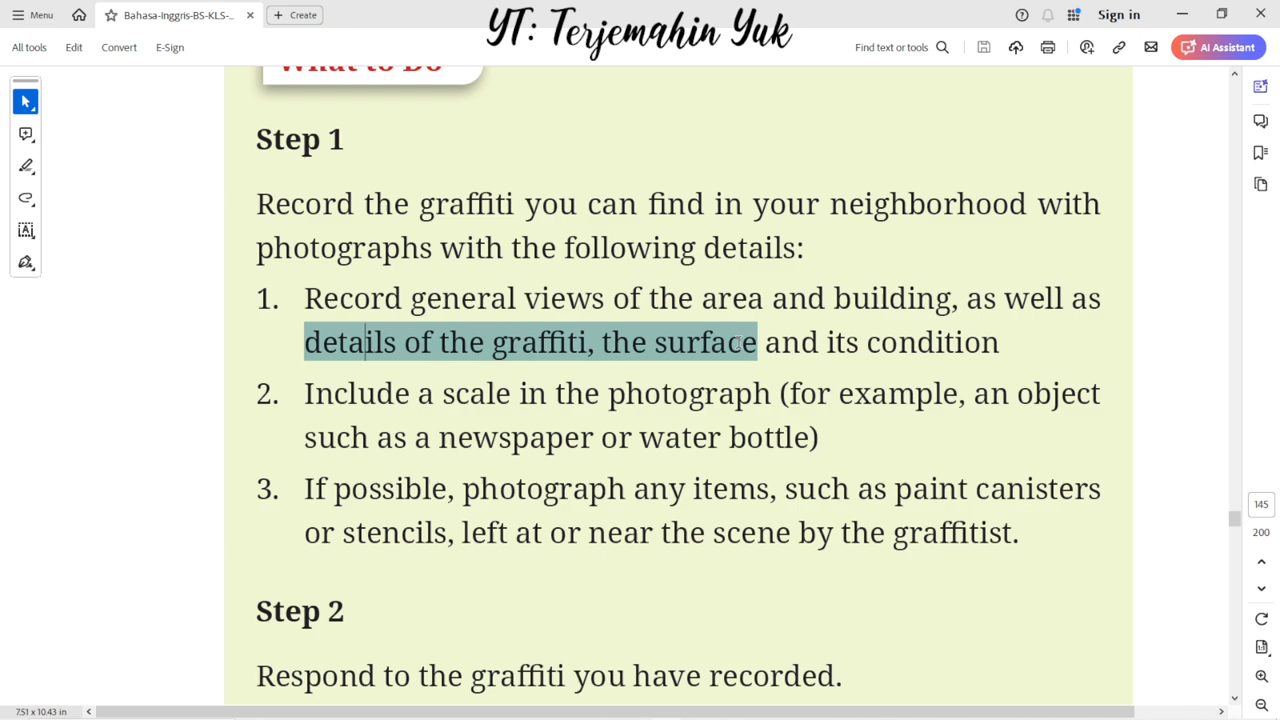 Menu
Bahasa-Inggris-BS-KLS-...
Create
YT: Terjemahin Yuk
Sign in
All tools
Edit
Convert
E-Sign
Find text or tools
AI Assistant
What to Do
Step 1
Record the graffiti you can find in your neighborhood with
photographs with the following details:
1. Record general views of the area and building, as well as
details of the graffiti, the surface and its condition
2. Include a scale in the photograph (for example, an object
such as a newspaper or water bottle)
3. If possible, photograph any items, such as paint canisters
or stencils, left at or near the scene by the graffitist.
Step 2
Respond to the graffiti you have recorded.
145
200
7.51 x 10.43 in